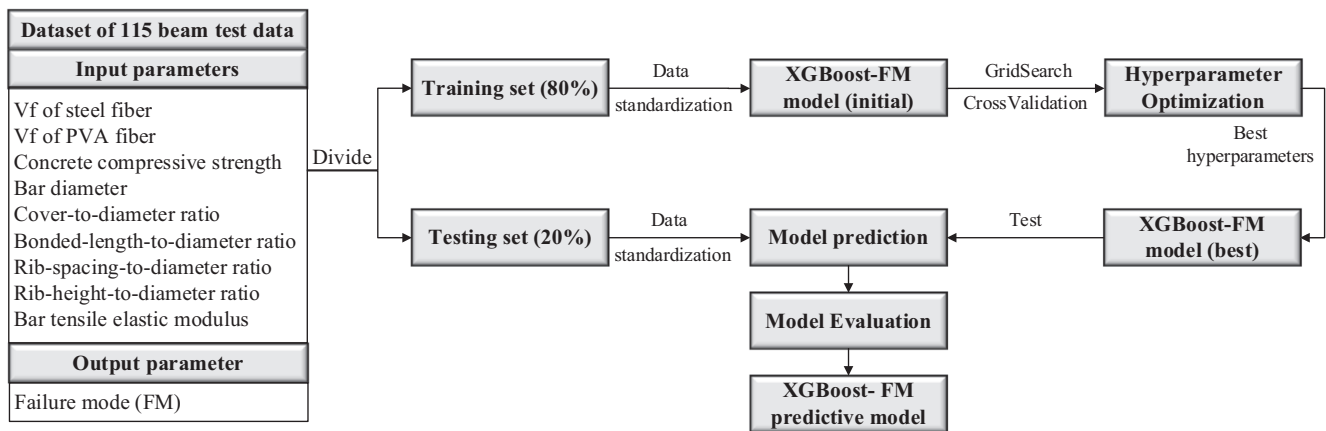 Dataset of 115 beam test data
Input parameters
Vf of steel fiber
Vf of PVA fiber
Concrete compressive strength
Bar diameter
Cover-to-diameter ratio
Bonded-length-to-diameter ratio
Rib-spacing-to-diameter ratio
Rib-height-to-diameter ratio
Bar tensile elastic modulus
Output parameter
Failure mode (FM)
Divide
Training set (80%)
Data
standardization
XGBoost-FM
model (initial)
GridSearch
CrossValidation
Hyperparameter
Optimization
Best
hyperparameters
Testing set (20%)
Data
standardization
Model prediction
Test
XGBoost-FM
model (best)
Model Evaluation
XGBoost- FM
predictive model